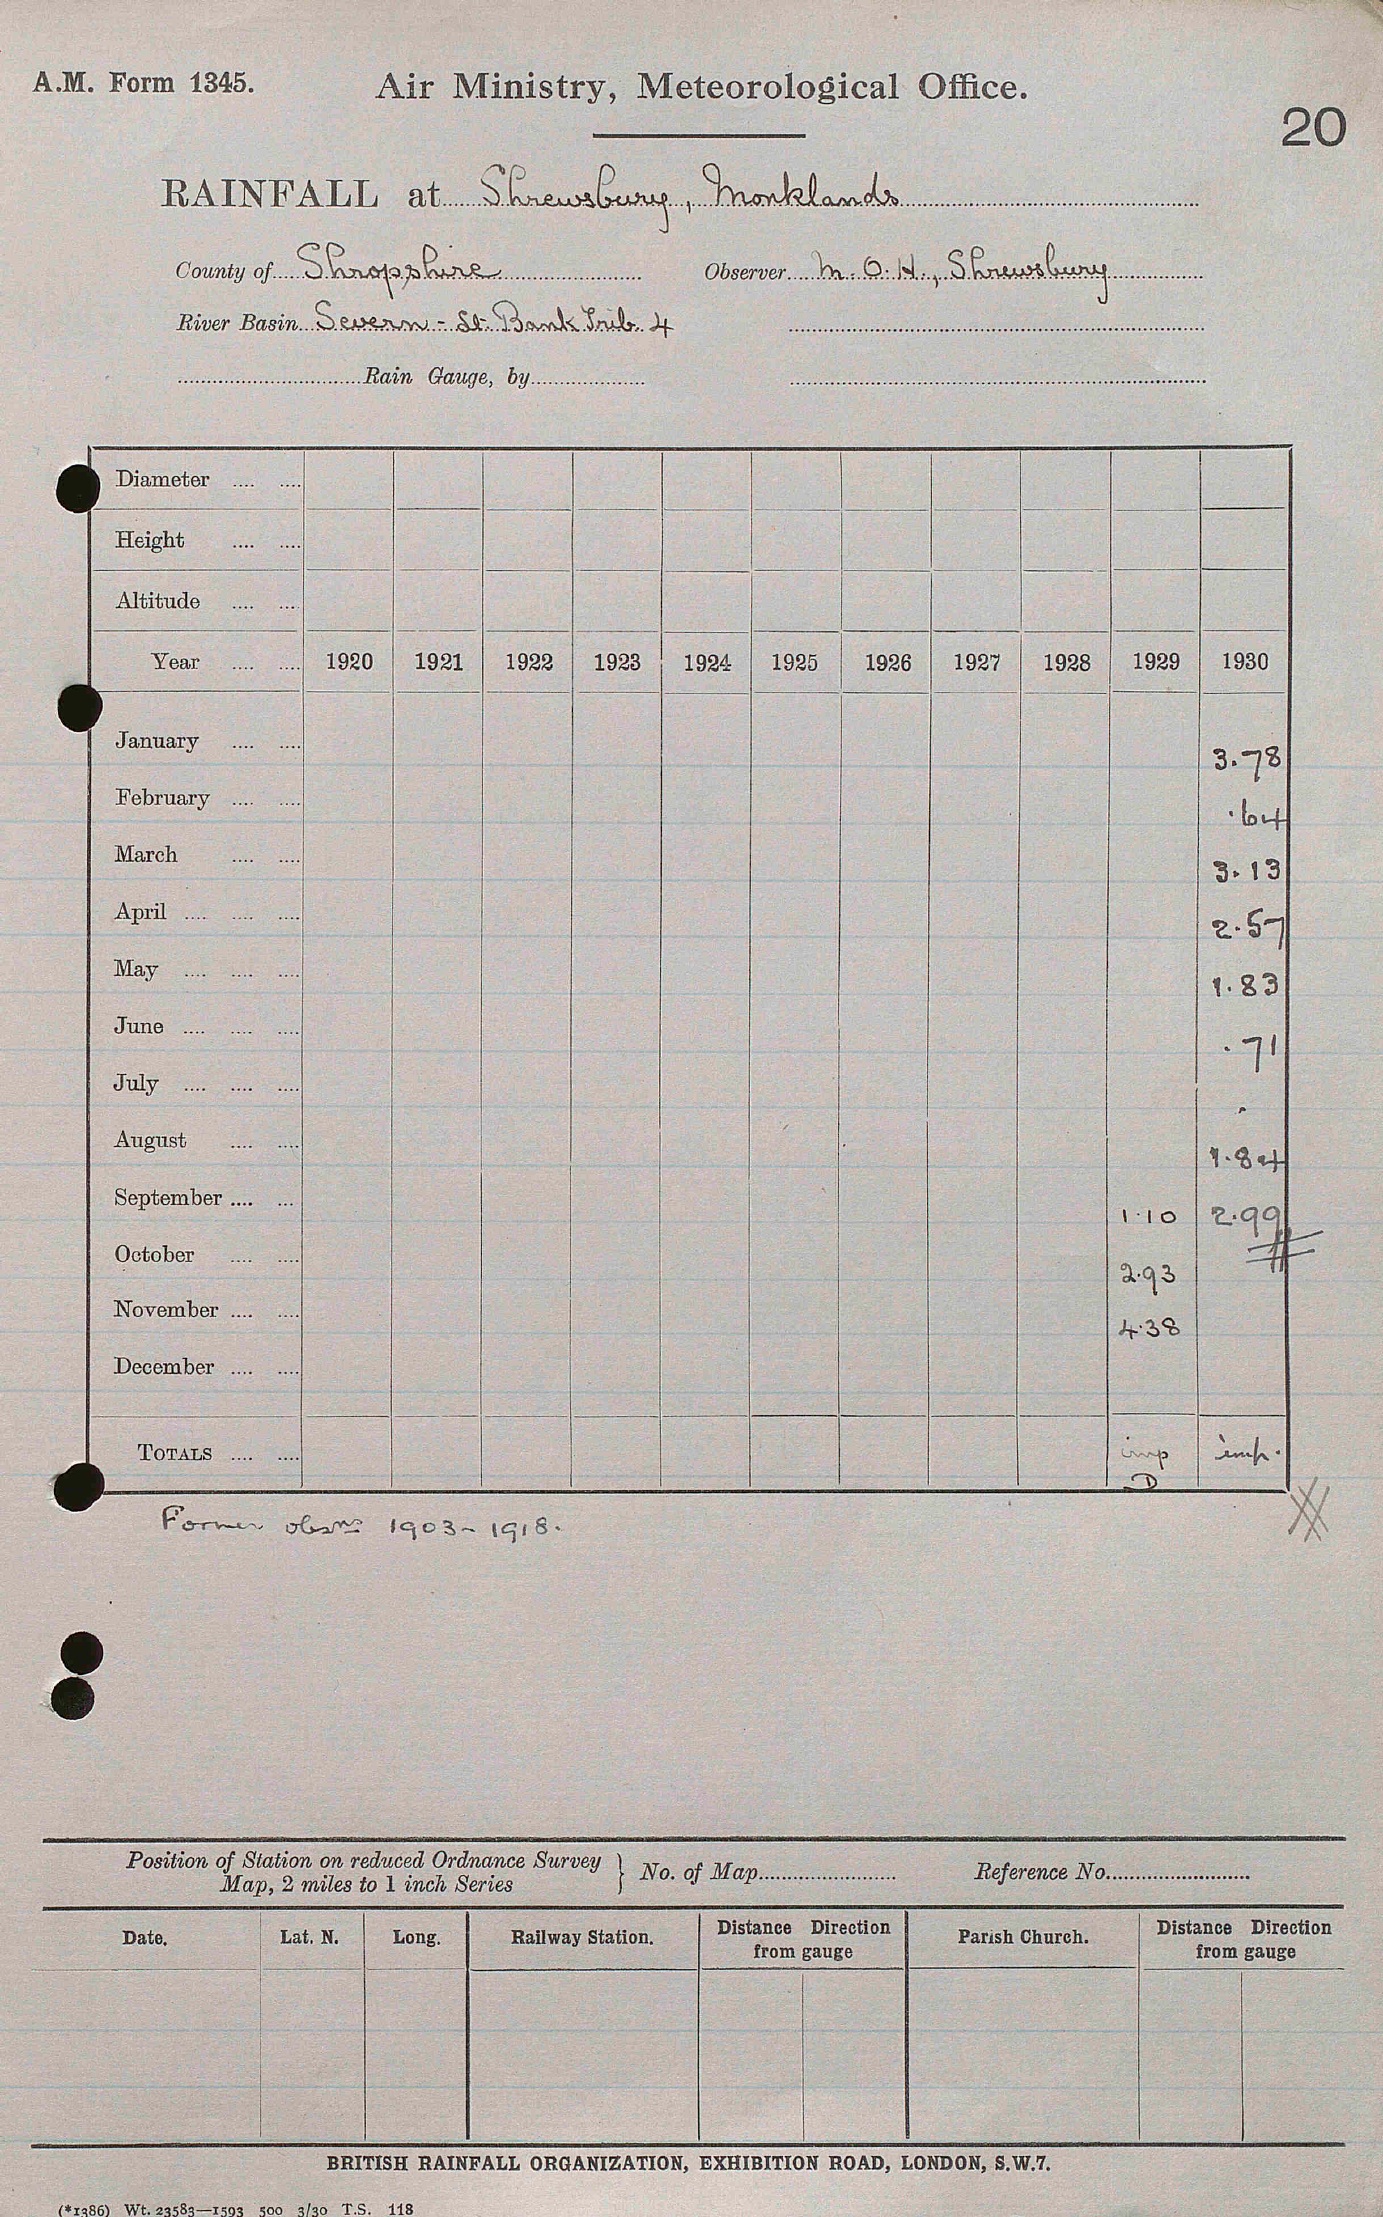 A.M. Form 1345.
Air Ministry, Meteorological Office.
20
RAINFALL at Shrewsbury, Monklands
County of Shropshire Observer M.O.H., Shrewsbury
River Basin Severn - St. Bank Trib. 4
Rain Gauge, by
Diameter
Height
Altitude
Year 1920 1921 1922 1923 1924 1925 1926 1927 1928 1929 1930
January 3.78
February .64
March 3.13
April 2.57
May 1.83
June .71
July .
August 1.84
September 1.10 2.99
October 2.93
November 4.38
December
TOTALS imp imp.
D
Former obsns 1903-1918.
Position of Station on reduced Ordnance Survey
Map, 2 miles to 1 inch Series } No. of Map Reference No.
Date. Lat. N. Long. Railway Station. Distance Direction from gauge Parish Church. Distance Direction from gauge
BRITISH RAINFALL ORGANIZATION, EXHIBITION ROAD, LONDON, S.W.7.
(*1386) Wt. 23583—1593 500 3/30 T.S. 118